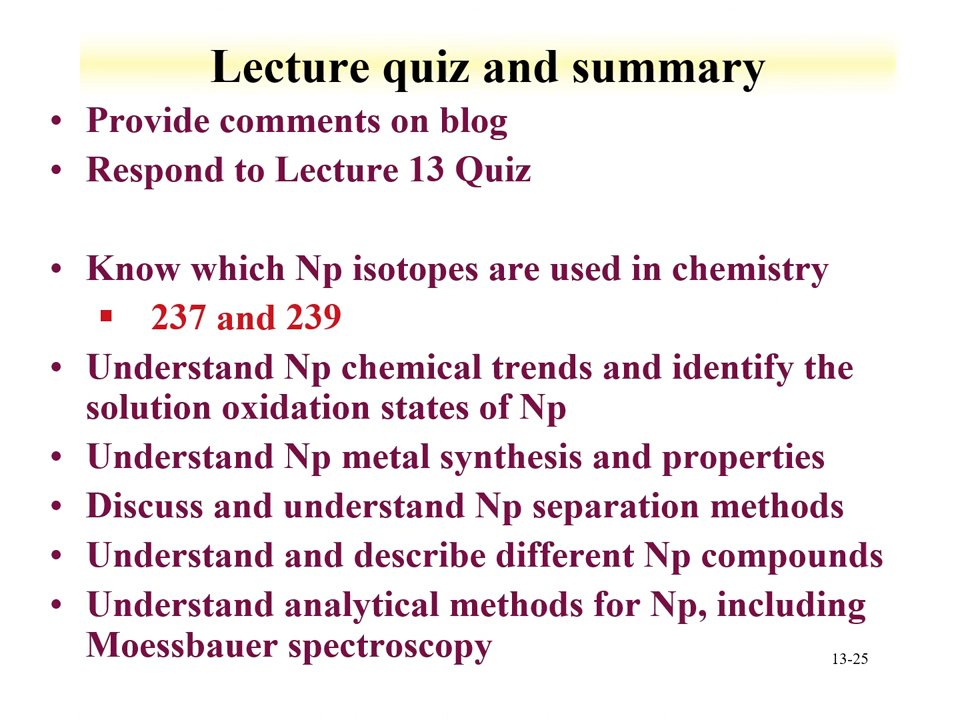 Lecture quiz and summary
• Provide comments on blog
• Respond to Lecture 13 Quiz
• Know which Np isotopes are used in chemistry
▪ 237 and 239
• Understand Np chemical trends and identify the
solution oxidation states of Np
• Understand Np metal synthesis and properties
• Discuss and understand Np separation methods
• Understand and describe different Np compounds
• Understand analytical methods for Np, including
Moessbauer spectroscopy
13-25